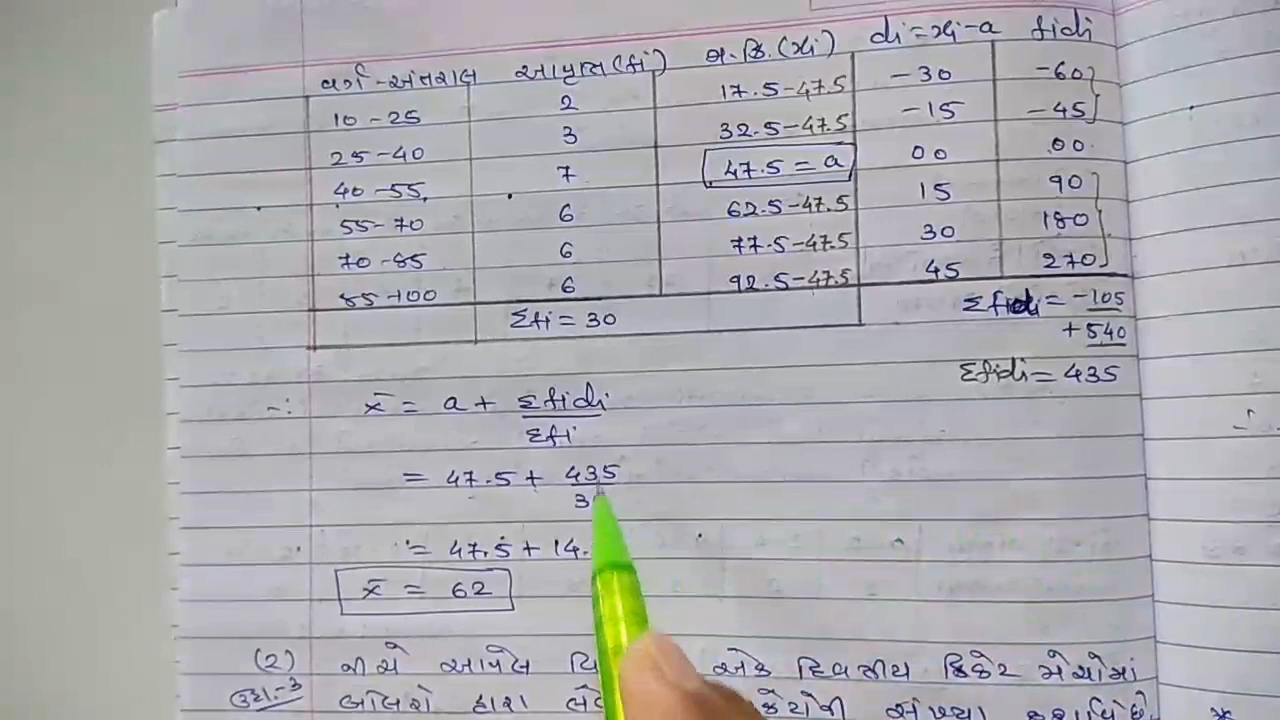 વર્ગ-અંતરાલ આવૃત્તિ(fi) મ.કિ.(xi) di=xi-a fidi
10-25 2 17.5-47.5 -30 -60
25-40 3 32.5-47.5 -15 -45
40-55 7 47.5=a 00 00
55-70 6 62.5-47.5 15 90
70-85 6 77.5-47.5 30 180
85-100 6 92.5-47.5 45 270
Σfi = 30 Σfidi = -105
+540
Σfidi = 435
∴ x̄ = a + Σfidi
Σfi
= 47.5 + 435
3
= 47.5 + 14.
x̄ = 62
(2) નીચે આપેલ એક દિવસીય ક્રિકેટ મેચોમાં
ઉદા-3 બોલરો દ્વારા સંખ્યા